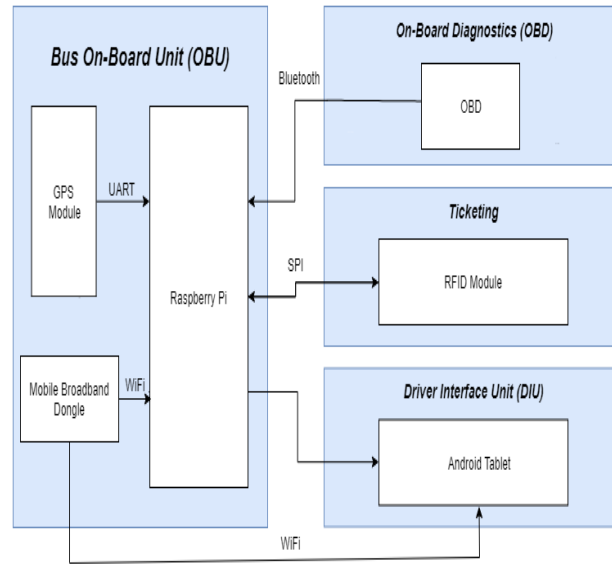 Bus On-Board Unit (OBU)
GPS
Module
UART
Raspberry Pi
Mobile Broadband
Dongle
WiFi
On-Board Diagnostics (OBD)
Bluetooth
OBD
Ticketing
SPI
RFID Module
Driver Interface Unit (DIU)
Android Tablet
WiFi